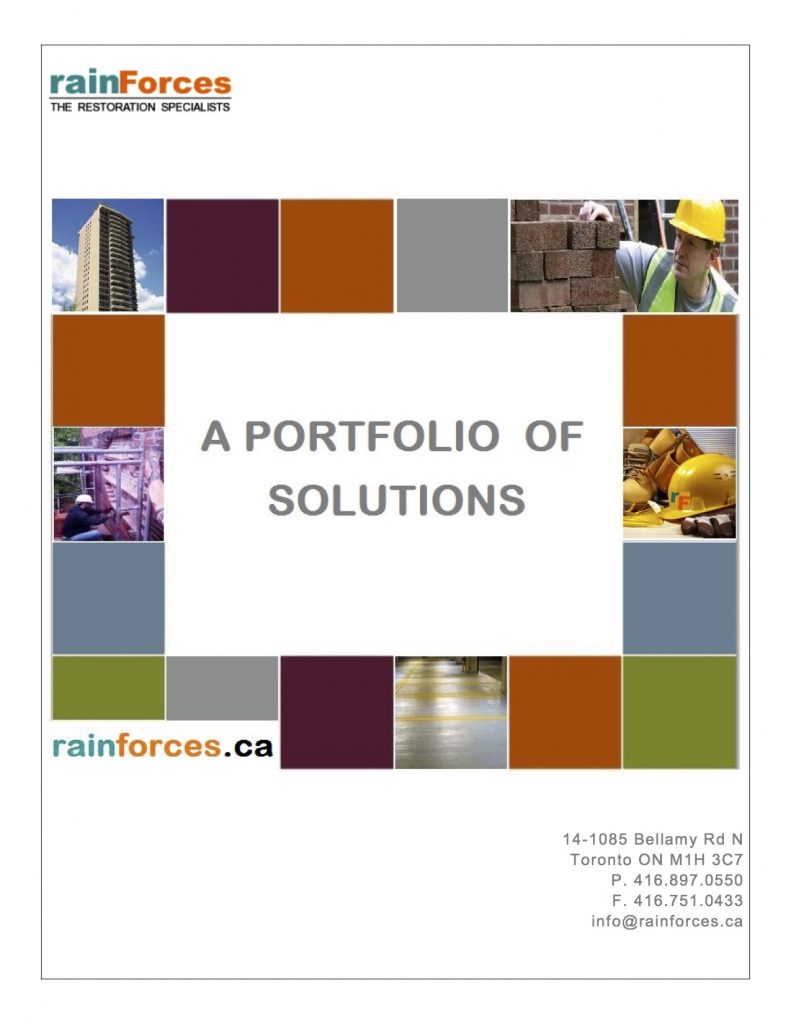 rainForces
THE RESTORATION SPECIALISTS
A PORTFOLIO OF
SOLUTIONS
rF
rainforces.ca
14-1085 Bellamy Rd N
Toronto ON M1H 3C7
P. 416.897.0550
F. 416.751.0433
info@rainforces.ca